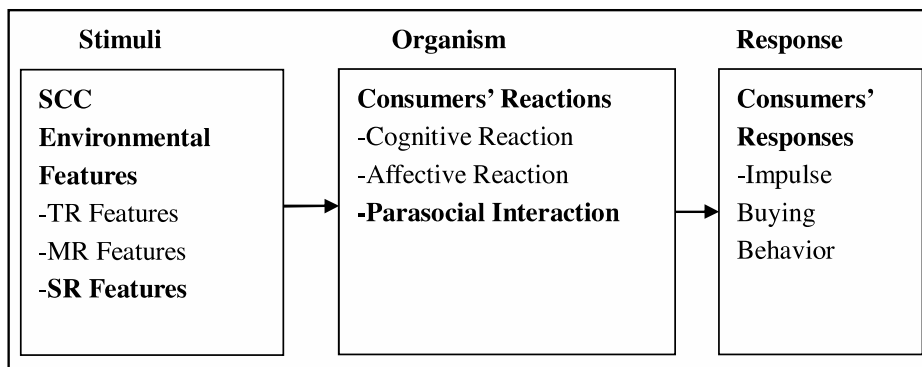 Stimuli
SCC
Environmental
Features
-TR Features
-MR Features
-SR Features
Organism
Consumers’ Reactions
-Cognitive Reaction
-Affective Reaction
-Parasocial Interaction
Response
Consumers’
Responses
-Impulse
Buying
Behavior